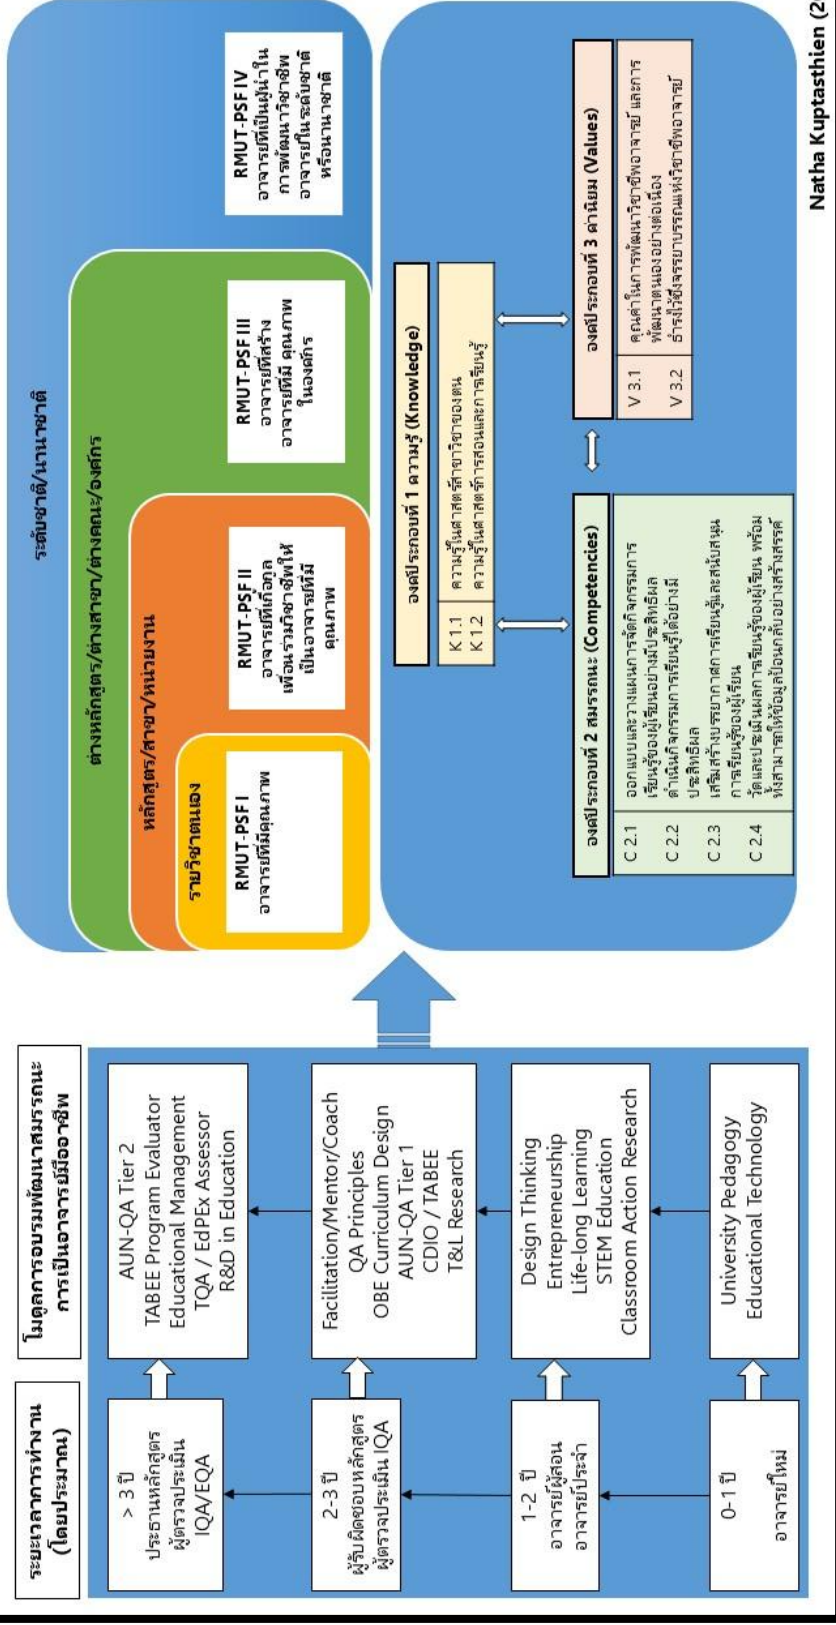 ระยะเวลาการทำงาน
(โดยประมาณ)
โมดูลการอบรมพัฒนาสมรรถนะ
การเป็นอาจารย์มืออาชีพ
> 3 ปี
ประธานหลักสูตร
ผู้ตรวจประเมิน
IQA/EQA
AUN-QA Tier 2
TABEE Program Evaluator
Educational Management
TQA / EdPEx Assessor
R&D in Education
2-3 ปี
ผู้รับผิดชอบหลักสูตร
ผู้ตรวจประเมิน IQA
Facilitation/Mentor/Coach
QA Principles
OBE Curriculum Design
AUN-QA Tier 1
CDIO / TABEE
T&L Research
1-2 ปี
อาจารย์ผู้สอน
อาจารย์ประจำ
Design Thinking
Entrepreneurship
Life-long Learning
STEM Education
Classroom Action Research
0-1 ปี
อาจารย์ใหม่
University Pedagogy
Educational Technology
ระดับชาติ/นานาชาติ
ต่างหลักสูตร/ต่างสาขา/ต่างคณะ/องค์กร
หลักสูตร/สาขา/หน่วยงาน
รายวิชาตนเอง
RMUT-PSF I
อาจารย์ที่มีคุณภาพ
RMUT-PSF II
อาจารย์ที่เกื้อกูล
เพื่อนร่วมวิชาชีพให้
เป็นอาจารย์ที่มี
คุณภาพ
RMUT-PSF III
อาจารย์ที่สร้าง
อาจารย์ที่มี คุณภาพ
ในองค์กร
RMUT-PSF IV
อาจารย์ที่เป็นผู้นำใน
การพัฒนาวิชาชีพ
อาจารย์ในระดับชาติ
หรือนานาชาติ
องค์ประกอบที่ 1 ความรู้ (Knowledge)
K 1.1 ความรู้ในศาสตร์สาขาวิชาของตน
K 1.2 ความรู้ในศาสตร์การสอนและการเรียนรู้
องค์ประกอบที่ 2 สมรรถนะ (Competencies)
C 2.1 ออกแบบและวางแผนการจัดกิจกรรมการ
เรียนรู้ของผู้เรียนอย่างมีประสิทธิผล
C 2.2 ดำเนินกิจกรรมการเรียนรู้ได้อย่างมี
ประสิทธิผล
C 2.3 เสริมสร้างบรรยากาศการเรียนรู้และสนับสนุน
การเรียนรู้ของผู้เรียน
C 2.4 วัดและประเมินผลการเรียนรู้ของผู้เรียน พร้อม
ทั้งสามารถให้ข้อมูลป้อนกลับอย่างสร้างสรรค์
องค์ประกอบที่ 3 ค่านิยม (Values)
V 3.1 คุณค่าในการพัฒนาวิชาชีพอาจารย์ และการ
พัฒนาตนเองอย่างต่อเนื่อง
V 3.2 ธำรงไว้ซึ่งจรรยาบรรณแห่งวิชาชีพอาจารย์
Natha Kuptasthien